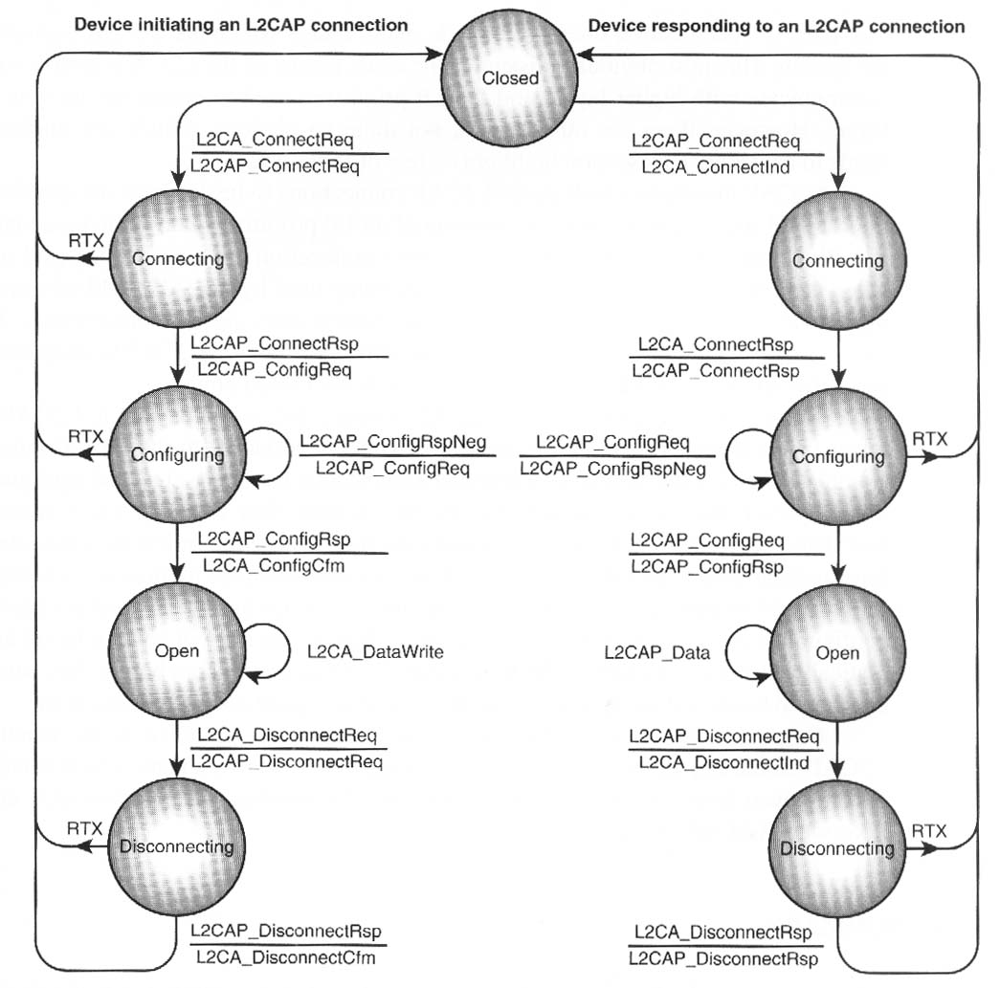 Device initiating an L2CAP connection
Device responding to an L2CAP connection
Closed
L2CA_ConnectReq
L2CAP_ConnectReq
L2CAP_ConnectReq
L2CA_ConnectInd
RTX
Connecting
Connecting
L2CAP_ConnectRsp
L2CAP_ConfigReq
L2CA_ConnectRsp
L2CAP_ConnectRsp
RTX
Configuring
L2CAP_ConfigRspNeg
L2CAP_ConfigReq
L2CAP_ConfigReq
L2CAP_ConfigRspNeg
Configuring
RTX
L2CAP_ConfigRsp
L2CA_ConfigCfm
L2CAP_ConfigReq
L2CAP_ConfigRsp
Open
L2CA_DataWrite
L2CAP_Data
Open
L2CA_DisconnectReq
L2CAP_DisconnectReq
L2CAP_DisconnectReq
L2CA_DisconnectInd
RTX
Disconnecting
Disconnecting
RTX
L2CAP_DisconnectRsp
L2CA_DisconnectCfm
L2CA_DisconnectRsp
L2CAP_DisconnectRsp